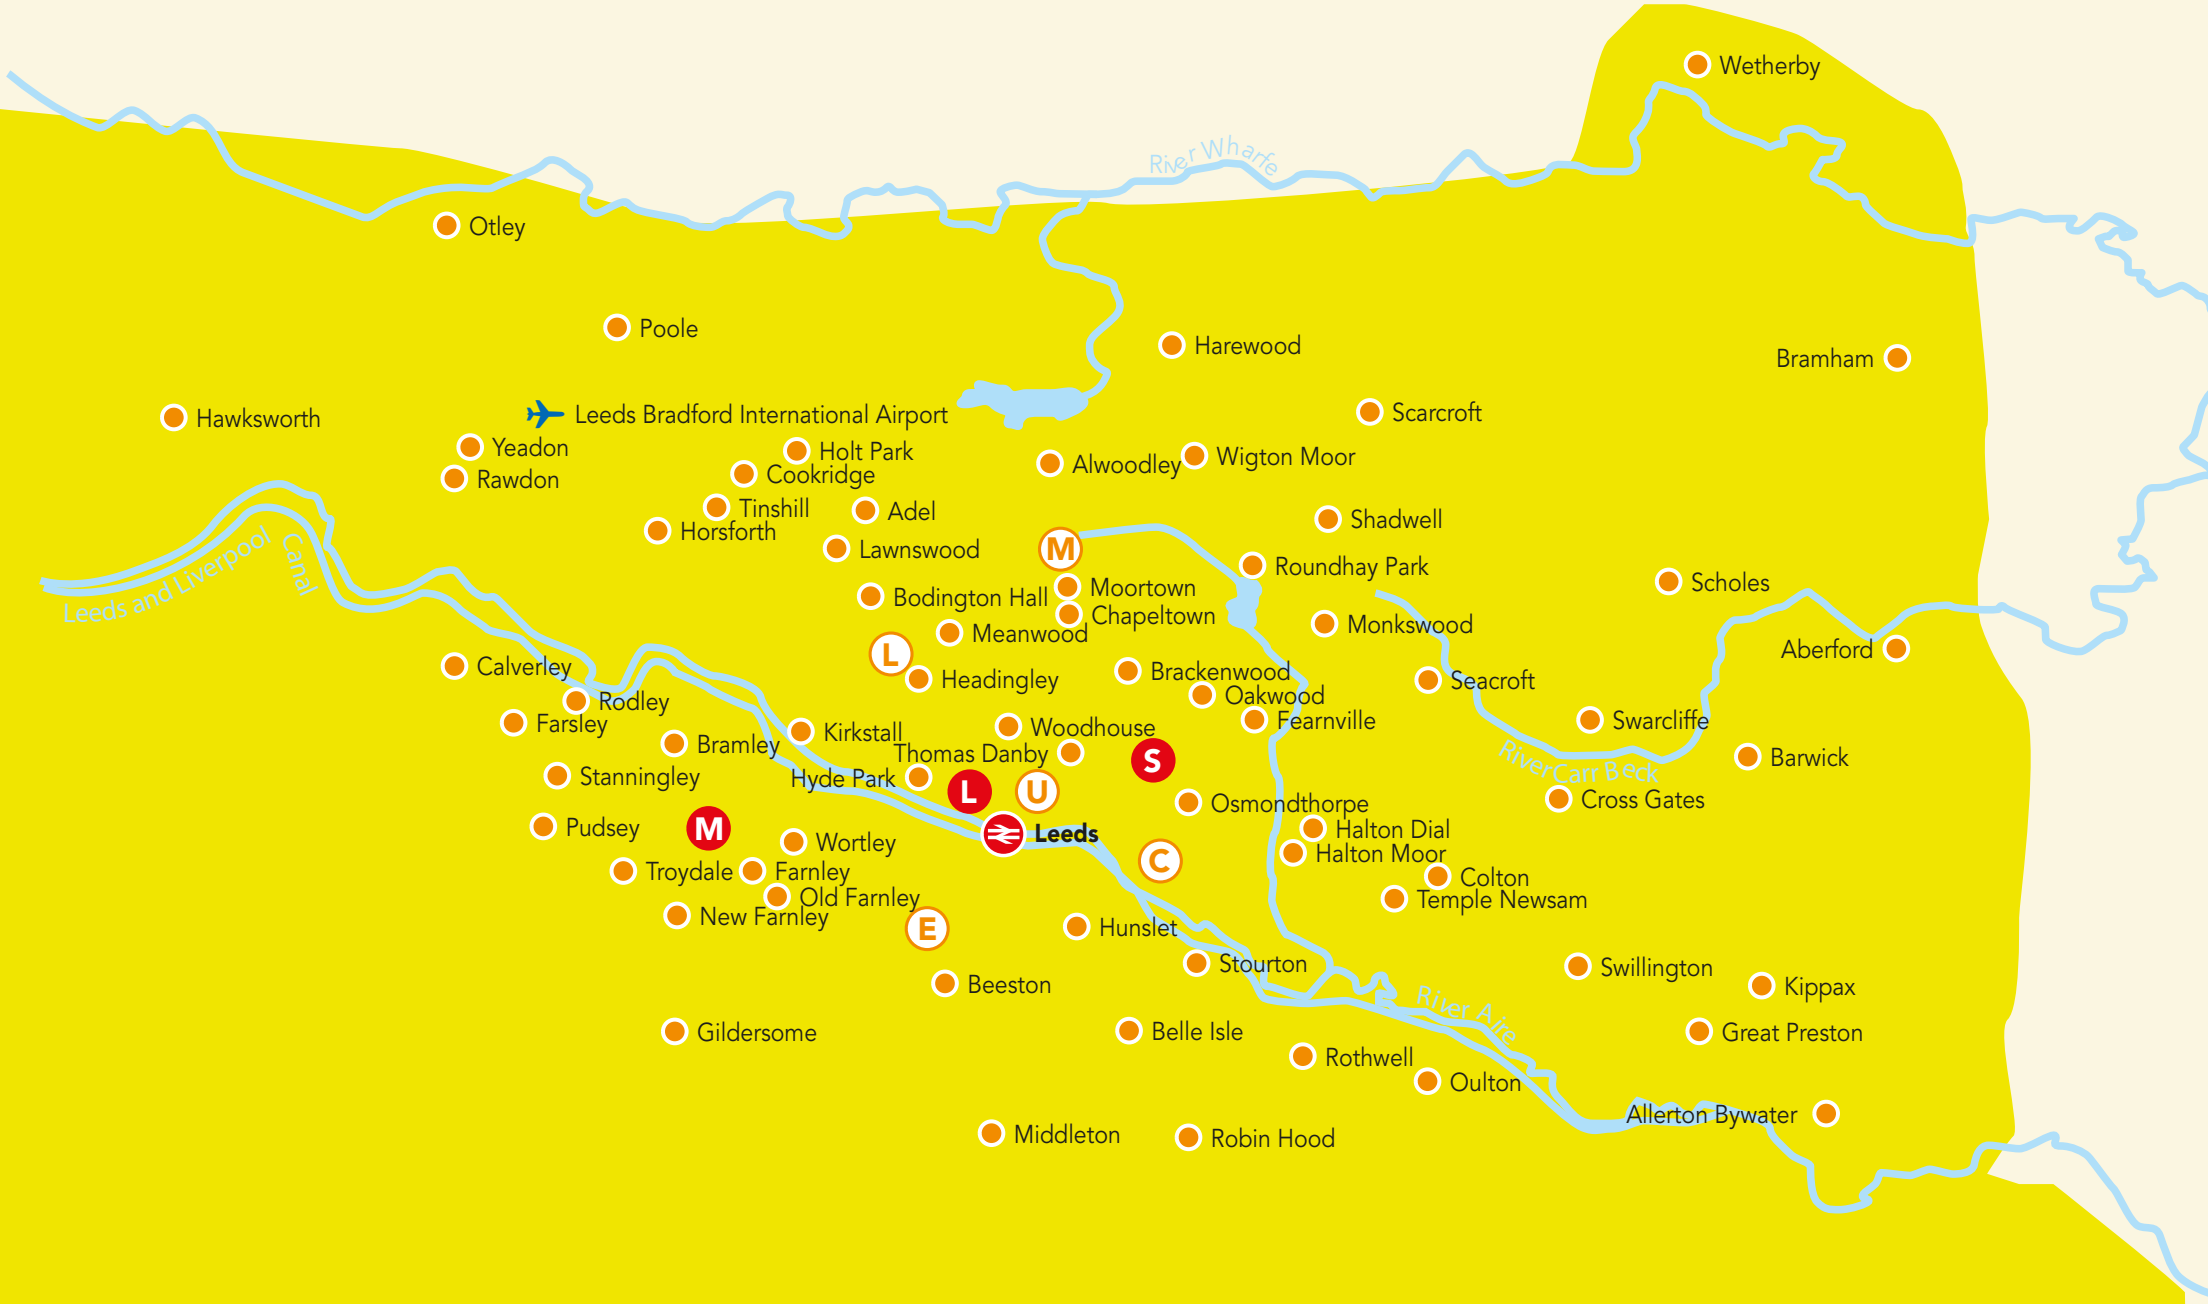 Wetherby
River Wharfe
Otley
Poole
Harewood
Bramham
Hawksworth
Leeds Bradford International Airport
Scarcroft
Yeadon
Holt Park
Alwoodley
Wigton Moor
Rawdon
Cookridge
Tinshill
Adel
Shadwell
Horsforth
Lawnswood
M
Leeds and Liverpool Canal
Roundhay Park
Scholes
Moortown
Bodington Hall
Chapeltown
Monkswood
Meanwood
Aberford
L
Calverley
Headingley
Brackenwood
Seacroft
Oakwood
Rodley
Farsley
Fearnville
Swarcliffe
Kirkstall
Woodhouse
Bramley
Thomas Danby
S
River Carr Beck
Barwick
Stanningley
Hyde Park
L
U
Osmondthorpe
Cross Gates
Pudsey
M
Leeds
Halton Dial
Wortley
Halton Moor
C
Troydale
Farnley
Colton
Old Farnley
Temple Newsam
New Farnley
E
Hunslet
Stourton
Swillington
Beeston
Kippax
River Aire
Gildersome
Belle Isle
Great Preston
Rothwell
Oulton
Allerton Bywater
Middleton
Robin Hood